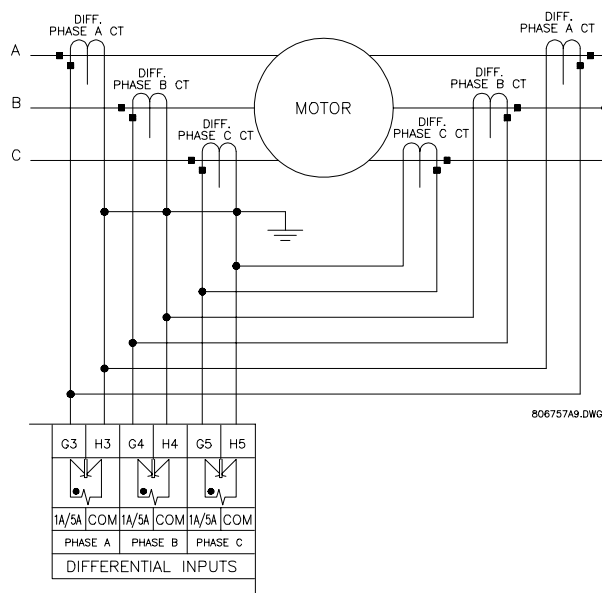 DIFF.
PHASE A CT
DIFF.
PHASE A CT
A
DIFF.
PHASE B CT
DIFF.
PHASE B CT
B
MOTOR
DIFF.
PHASE C CT
DIFF.
PHASE C CT
C
806757A9.DWG
G3 H3 G4 H4 G5 H5
1A/5A COM 1A/5A COM 1A/5A COM
PHASE A PHASE B PHASE C
DIFFERENTIAL INPUTS